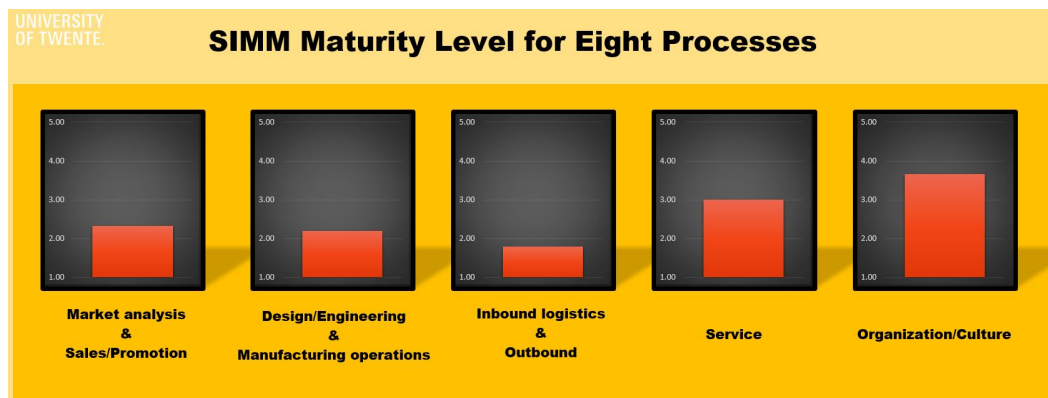 UNIVERSITY
OF TWENTE.
SIMM Maturity Level for Eight Processes
5.00
4.00
3.00
2.00
1.00
Market analysis
&
Sales/Promotion
5.00
4.00
3.00
2.00
1.00
Design/Engineering
&
Manufacturing operations
5.00
4.00
3.00
2.00
1.00
Inbound logistics
&
Outbound
5.00
4.00
3.00
2.00
1.00
Service
5.00
4.00
3.00
2.00
1.00
Organization/Culture